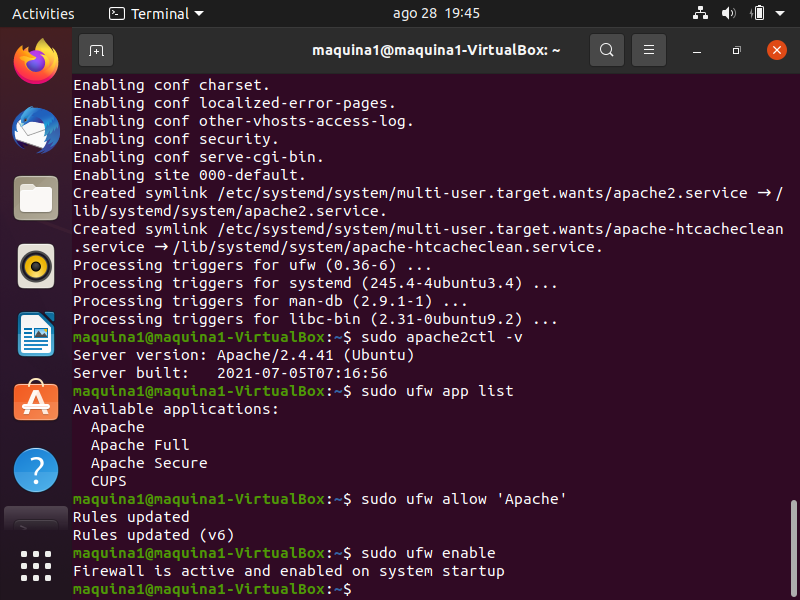 Activities Terminal ago 28 19:45
maquina1@maquina1-VirtualBox: ~
Enabling conf charset.
Enabling conf localized-error-pages.
Enabling conf other-vhosts-access-log.
Enabling conf security.
Enabling conf serve-cgi-bin.
Enabling site 000-default.
Created symlink /etc/systemd/system/multi-user.target.wants/apache2.service → /
lib/systemd/system/apache2.service.
Created symlink /etc/systemd/system/multi-user.target.wants/apache-htcacheclean
.service → /lib/systemd/system/apache-htcacheclean.service.
Processing triggers for ufw (0.36-6) ...
Processing triggers for systemd (245.4-4ubuntu3.4) ...
Processing triggers for man-db (2.9.1-1) ...
Processing triggers for libc-bin (2.31-0ubuntu9.2) ...
maquina1@maquina1-VirtualBox:~$ sudo apache2ctl -v
Server version: Apache/2.4.41 (Ubuntu)
Server built:   2021-07-05T07:16:56
maquina1@maquina1-VirtualBox:~$ sudo ufw app list
Available applications:
  Apache
  Apache Full
  Apache Secure
  CUPS
maquina1@maquina1-VirtualBox:~$ sudo ufw allow 'Apache'
Rules updated
Rules updated (v6)
maquina1@maquina1-VirtualBox:~$ sudo ufw enable
Firewall is active and enabled on system startup
maquina1@maquina1-VirtualBox:~$